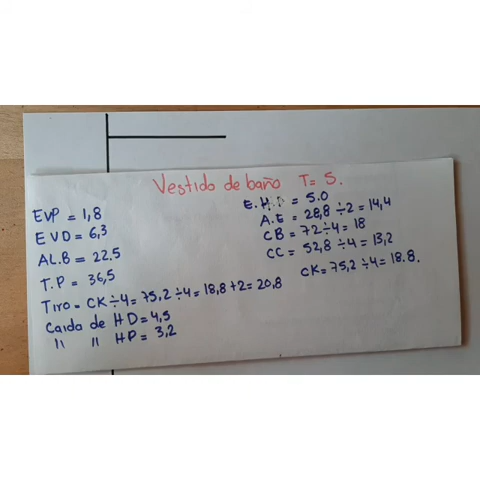 Vestido de baño T= S.
EVP = 1,8
EVD = 6,3
AL.B = 22.5
T.P = 36,5
Tiro = CK÷4= 75,2 ÷4= 18,8 +2= 20,8
Caida de HD= 4,5
" " HP= 3,2
E.H.D = 5.0
A.E = 28,8 ÷2 = 14,4
CB = 72÷4= 18
CC = 52,8 ÷4= 13,2
CK= 75,2 ÷4= 18.8.